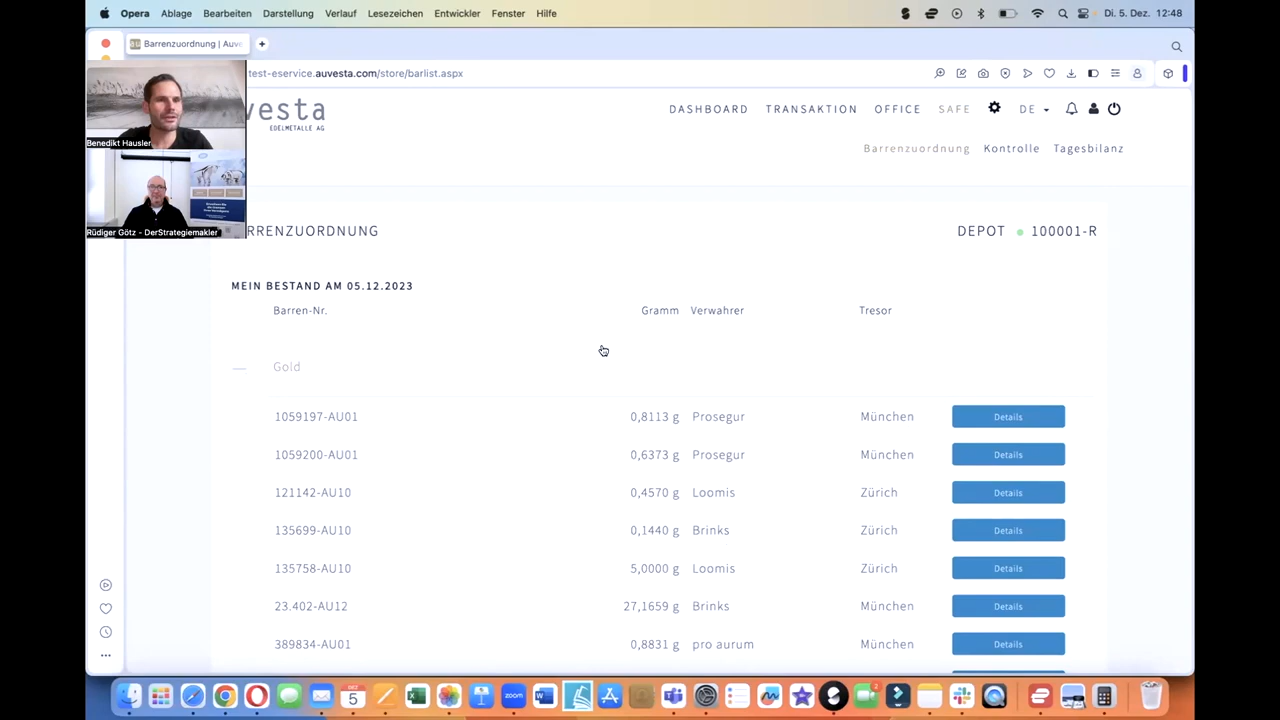 Opera Ablage Bearbeiten Darstellung Verlauf Lesezeichen Entwickler Fenster Hilfe Di. 5. Dez. 12:48
Barrenzuordnung | Auv
test-eservice.auvesta.com/store/barlist.aspx
vesta
EDELMETALLE AG
DASHBOARD TRANSAKTION OFFICE SAFE DE
Barrenzuordnung Kontrolle Tagesbilanz
Benedikt Hausler
Rüdiger Götz - DerStrategiemakler
RRENZUORDNUNG DEPOT 100001-R
MEIN BESTAND AM 05.12.2023
Barren-Nr. Gramm Verwahrer Tresor
Gold
1059197-AU01 0,8113 g Prosegur München Details
1059200-AU01 0,6373 g Prosegur München Details
121142-AU10 0,4570 g Loomis Zürich Details
135699-AU10 0,1440 g Brinks Zürich Details
135758-AU10 5,0000 g Loomis Zürich Details
23.402-AU12 27,1659 g Brinks München Details
389834-AU01 0,8831 g pro aurum München Details
DEZ
5
zoom